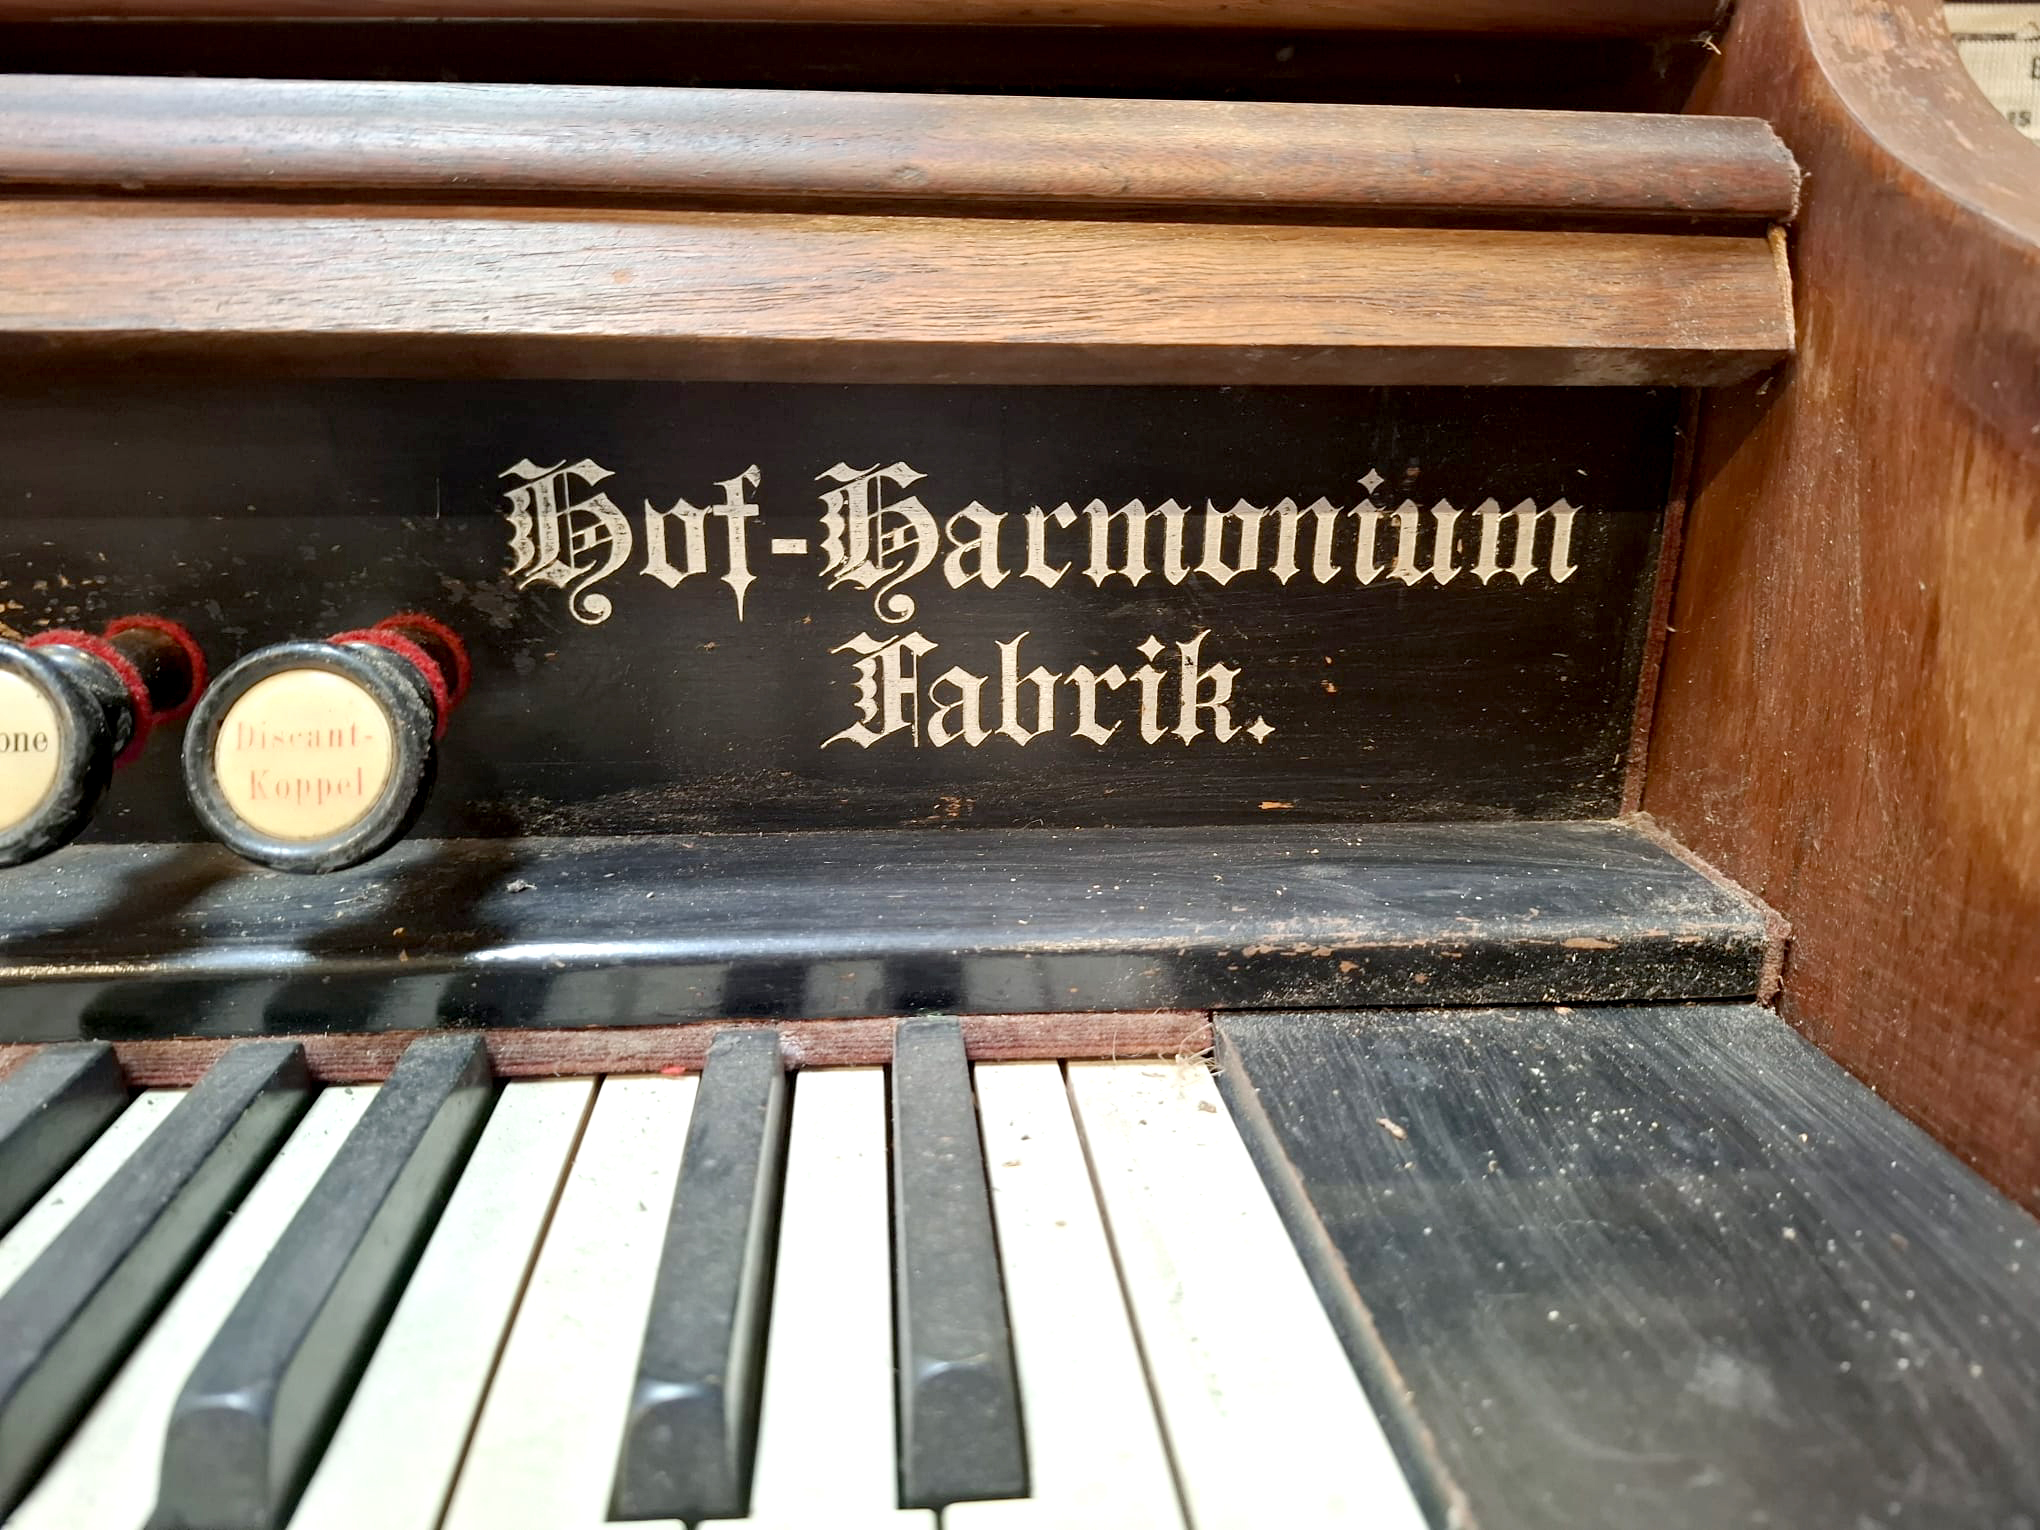 Hof-Harmonium
Fabrik.
Discant-
Koppel